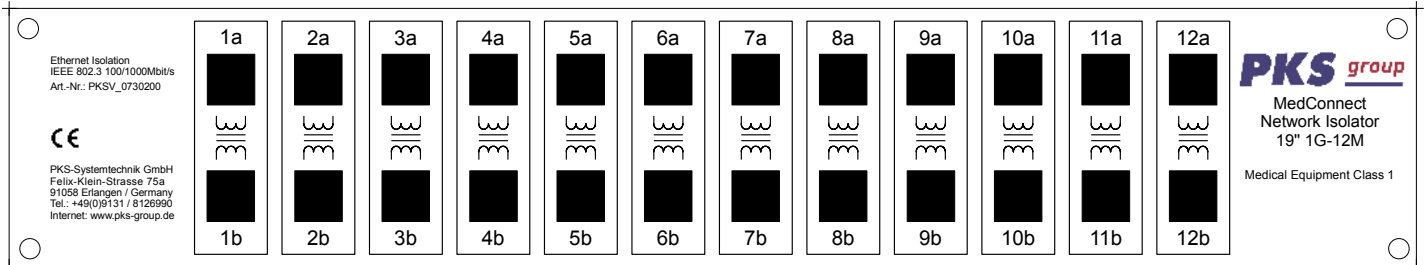 Ethernet Isolation
IEEE 802.3 100/1000Mbit/s
Art.-Nr.: PKSV_0730200
CE
PKS-Systemtechnik GmbH
Felix-Klein-Strasse 75a
91058 Erlangen / Germany
Tel.: +49(0)9131 / 8126990
Internet: www.pks-group.de
1a 2a 3a 4a 5a 6a 7a 8a 9a 10a 11a 12a
1b 2b 3b 4b 5b 6b 7b 8b 9b 10b 11b 12b
PKS group
MedConnect
Network Isolator
19" 1G-12M
Medical Equipment Class 1